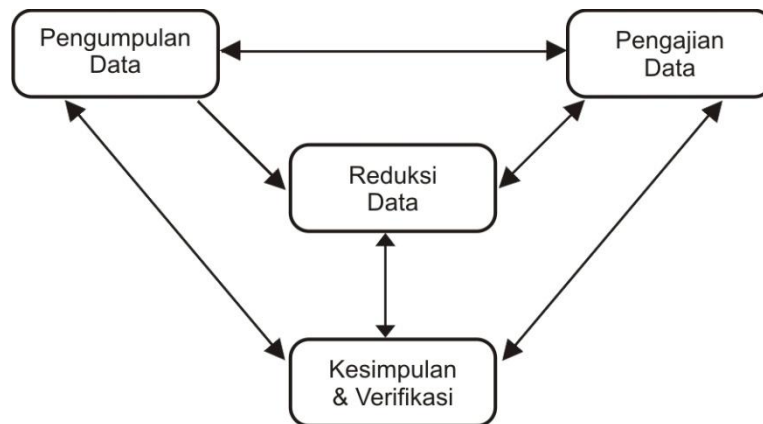 Pengumpulan
Data
Pengajian
Data
Reduksi
Data
Kesimpulan
& Verifikasi